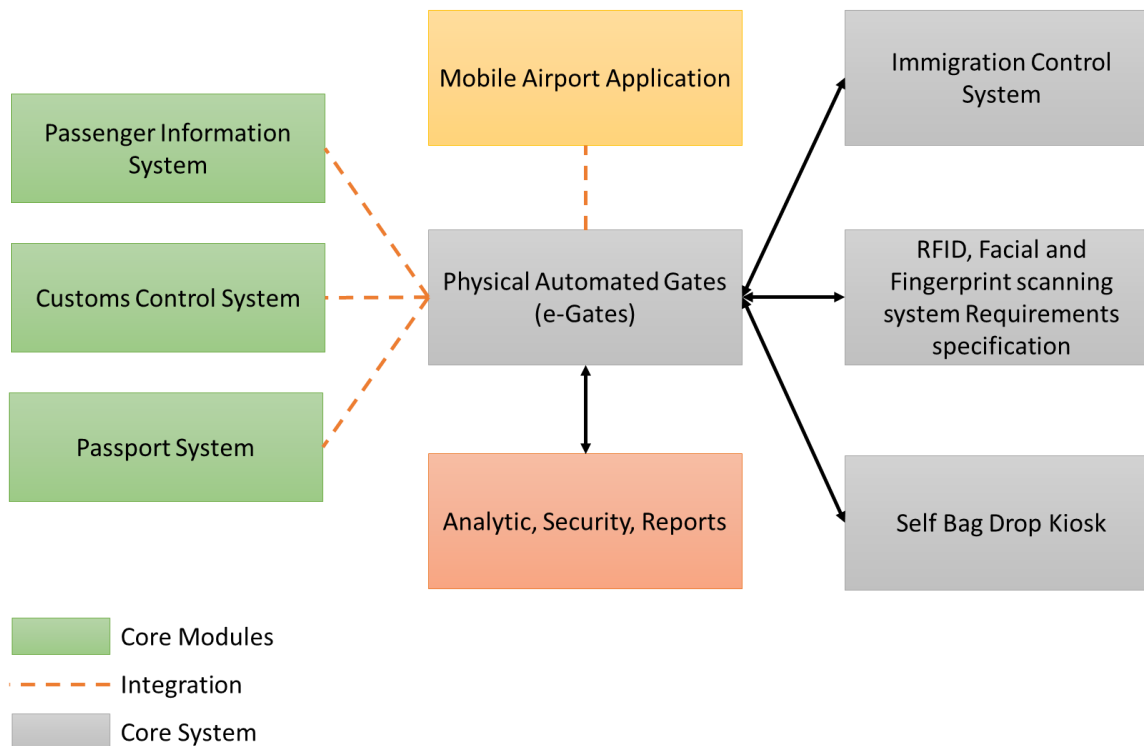 Mobile Airport Application
Immigration Control
System
Passenger Information
System
Customs Control System
Physical Automated Gates
(e-Gates)
RFID, Facial and
Fingerprint scanning
system Requirements
specification
Passport System
Analytic, Security, Reports
Self Bag Drop Kiosk
Core Modules
Integration
Core System